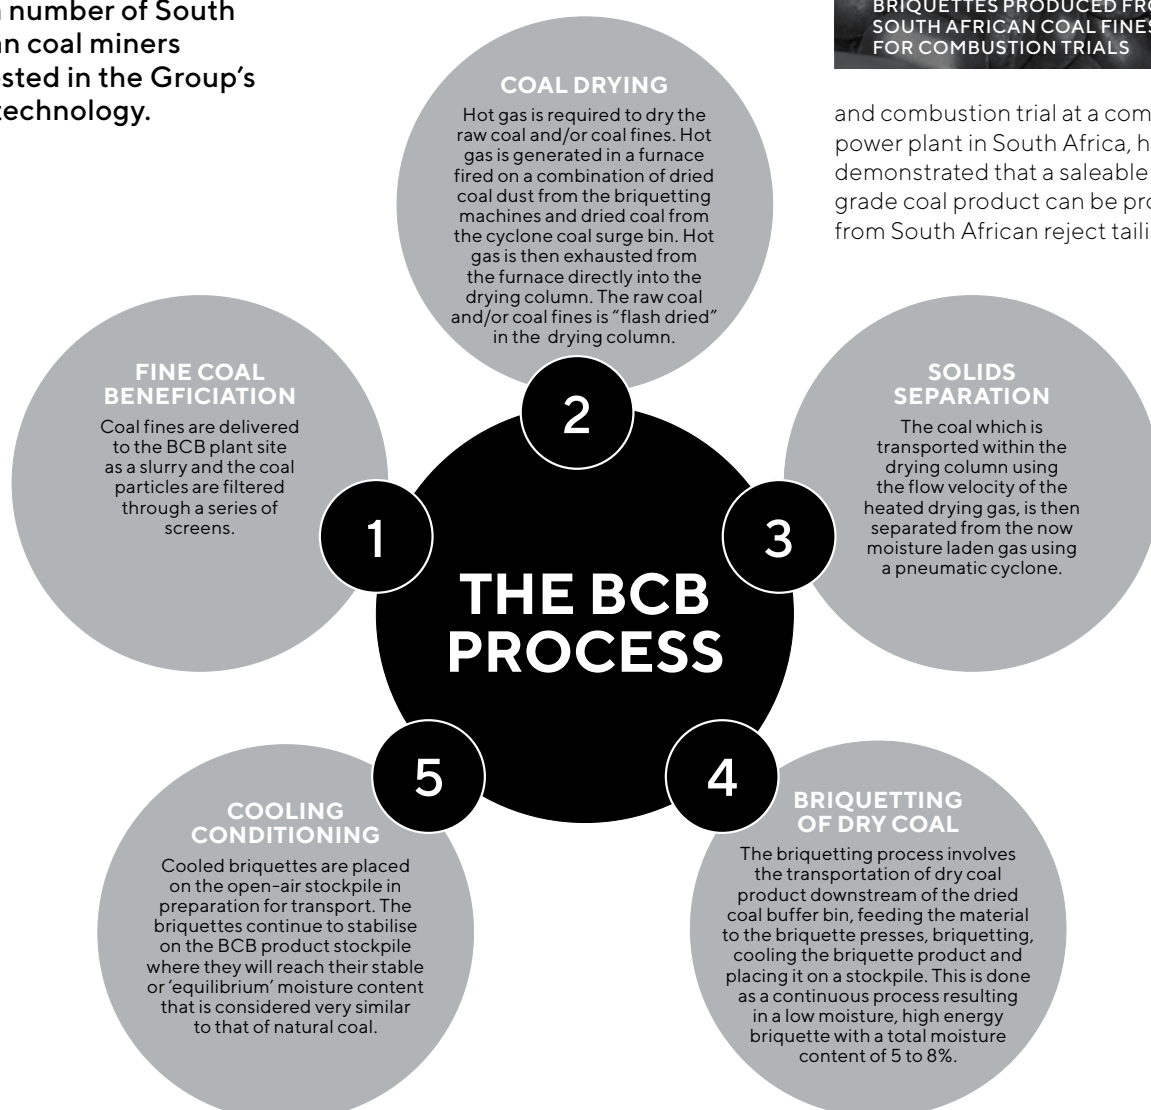 number of South
coal miners
in the Group's
technology.
BRIQUETTES PRODUCED
SOUTH AFRICAN COAL FINES
FOR COMBUSTION TRIALS
and combustion trial at a
power plant in South Africa,
demonstrated that a saleable
grade coal product can be
from South African reject
FINE COAL
BENEFICIATION
Coal fines are delivered
to the BCB plant site
as a slurry and the coal
particles are filtered
through a series of
screens.
1
COAL DRYING
Hot gas is required to dry the
raw coal and/or coal fines. Hot
gas is generated in a furnace
fired on a combination of dried
coal dust from the briquetting
machines and dried coal from
the cyclone coal surge bin. Hot
gas is then exhausted from
the furnace directly into the
drying column. The raw coal
and/or coal fines is “flash dried”
in the drying column.
2
SOLIDS
SEPARATION
The coal which is
transported within the
drying column using
the flow velocity of the
heated drying gas, is then
separated from the now
moisture laden gas using
a pneumatic cyclone.
3
THE BCB
PROCESS
BRIQUETTING
OF DRY COAL
The briquetting process involves
the transportation of dry coal
product downstream of the dried
coal buffer bin, feeding the material
to the briquette presses, briquetting,
cooling the briquette product and
placing it on a stockpile. This is done
as a continuous process resulting
in a low moisture, high energy
briquette with a total moisture
content of 5 to 8%.
4
COOLING
CONDITIONING
Cooled briquettes are placed
on the open-air stockpile in
preparation for transport. The
briquettes continue to stabilise
on the BCB product stockpile
where they will reach their stable
or ‘equilibrium’ moisture content
that is considered very similar
to that of natural coal.
5